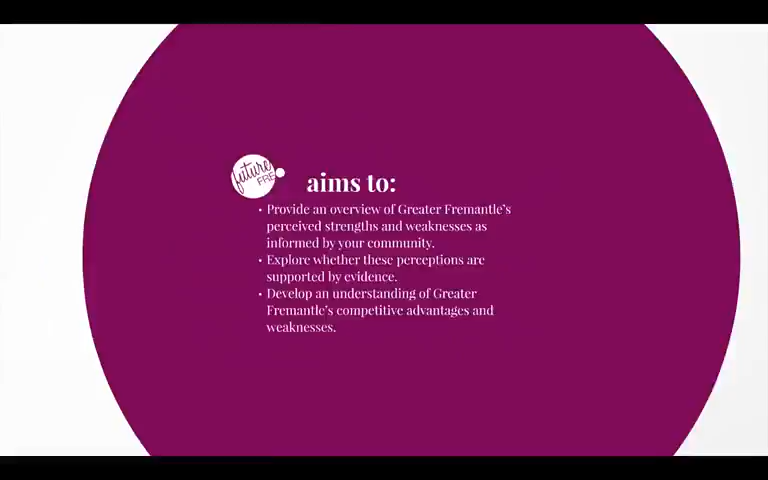 future
FRE
aims to:
• Provide an overview of Greater Fremantle's
perceived strengths and weaknesses as
informed by your community.
• Explore whether these perceptions are
supported by evidence.
• Develop an understanding of Greater
Fremantle's competitive advantages and
weaknesses.